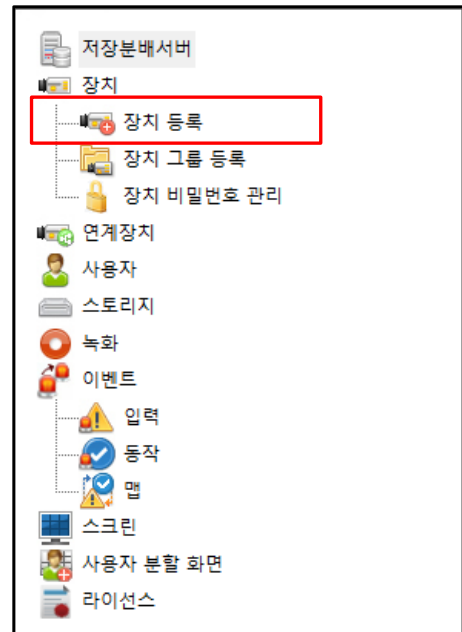 저장분배서버
장치
장치 등록
장치 그룹 등록
장치 비밀번호 관리
연계장치
사용자
스토리지
녹화
이벤트
입력
동작
맵
스크린
사용자 분할 화면
라이선스